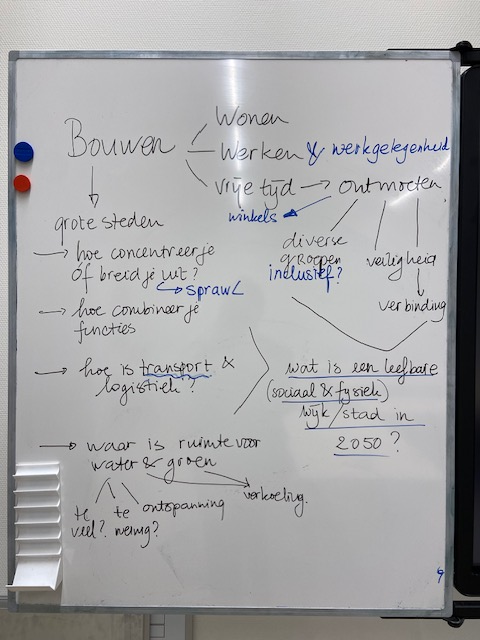 Wonen
Bouwen
Werken & werkgelegenheid
vrije tijd → ontmoeten
winkels
grote steden
diverse
groepen
inclusief?
veiligheid
verbinding
→ hoe concentreer je
óf breid je uit?
→ sprawl
→ hoe combineer je
functies
→ hoe is transport &
logistiek?
wat is een leefbare
(sociaal & fysiek)
wijk/stad in
2050?
→ waar is ruimte voor
water & groen
te
veel?
te
weinig?
ontspanning
verkoeling.